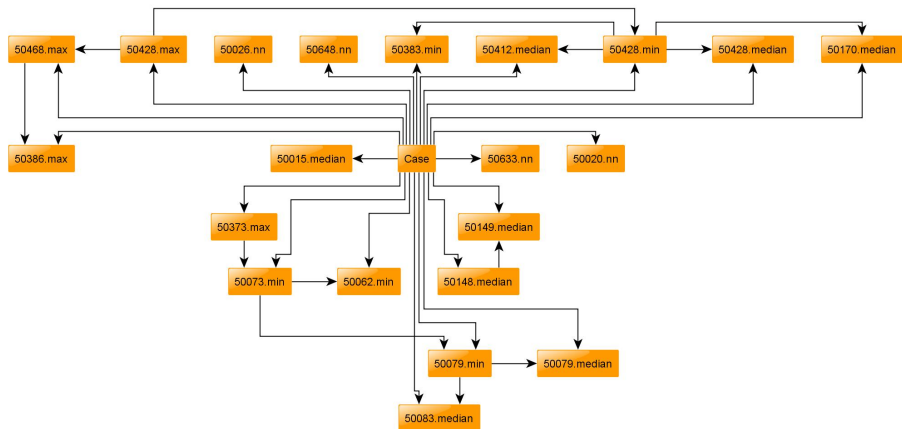 50468.max
50428.max
50026.nn
50648.nn
50383.min
50412.median
50428.min
50428.median
50170.median
50386.max
50015.median
Case
50633.nn
50020.nn
50373.max
50149.median
50073.min
50062.min
50148.median
50079.min
50079.median
50083.median